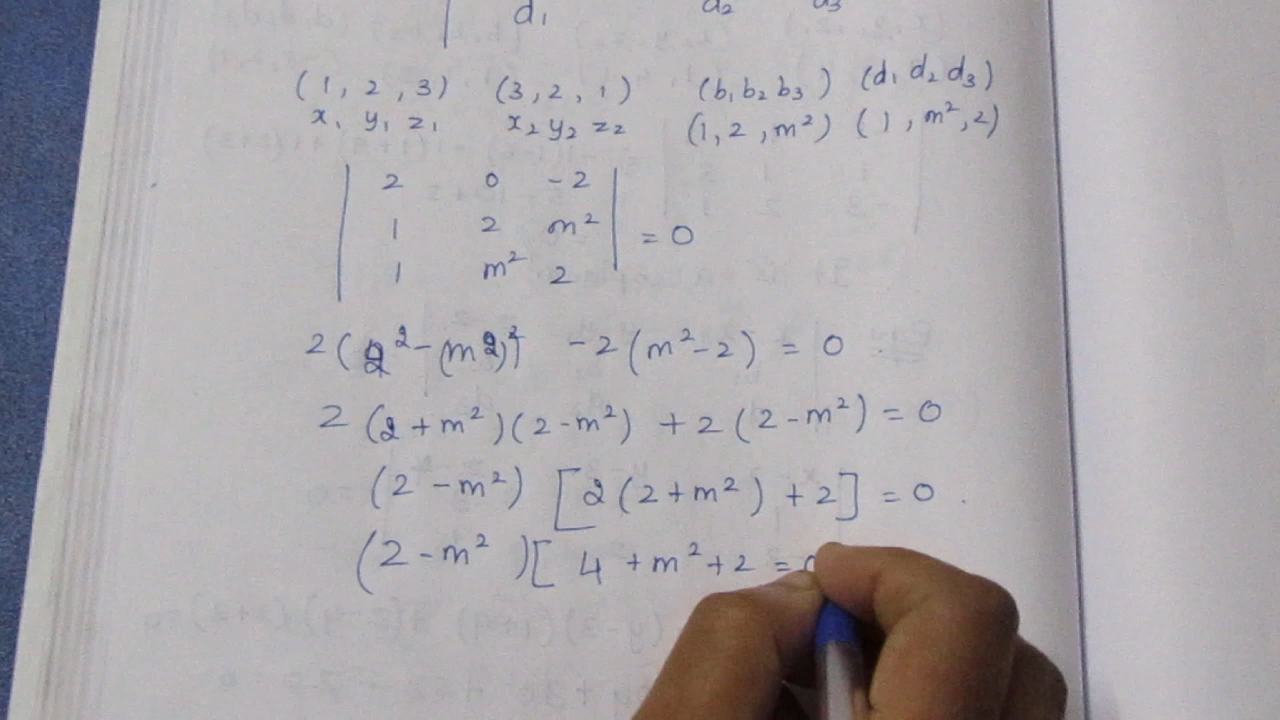 d₁ d₂ d₃
(1, 2, 3) (3, 2, 1) (b₁ b₂ b₃) (d₁ d₂ d₃)
x₁ y₁ z₁ x₂ y₂ z₂ (1, 2, m²) (1, m², 2)
2 0 -2
1 2 m² = 0
1 m² 2
2(2² - (m²)² -2(m²-2) = 0
2 (2+m²)(2-m²) +2(2-m²) = 0
(2-m²) [2(2+m²) +2] = 0.
(2-m²)[4 +m²+2 =0